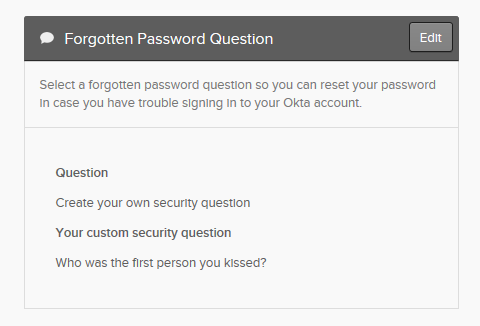 Forgotten Password Question
Edit
Select a forgotten password question so you can reset your password
in case you have trouble signing in to your Okta account.
Question
Create your own security question
Your custom security question
Who was the first person you kissed?